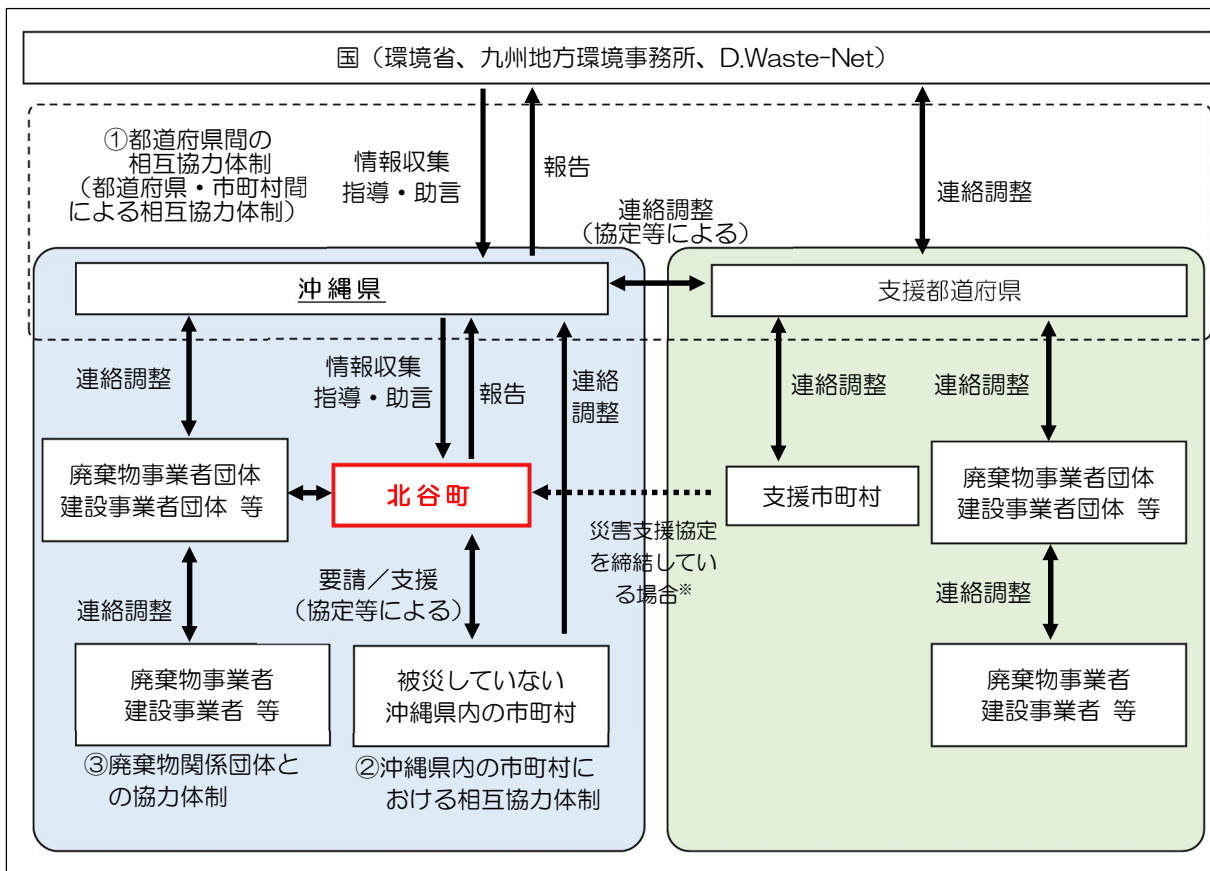 国（環境省、九州地方環境事務所、D.Waste-Net）
①都道府県間の
相互協力体制
（都道府県・市町村間
による相互協力体制）
情報収集
指導・助言
報告
連絡調整
（協定等による）
連絡調整
沖縄県
支援都道府県
連絡調整
情報収集
指導・助言
報告
連絡
調整
連絡調整
連絡調整
廃棄物事業者団体
建設事業者団体 等
北谷町
支援市町村
廃棄物事業者団体
建設事業者団体 等
災害支援協定
を締結してい
る場合※
連絡調整
要請／支援
（協定等による）
連絡調整
廃棄物事業者
建設事業者 等
被災していない
沖縄県内の市町村
廃棄物事業者
建設事業者 等
③廃棄物関係団体と
の協力体制
②沖縄県内の市町村に
おける相互協力体制